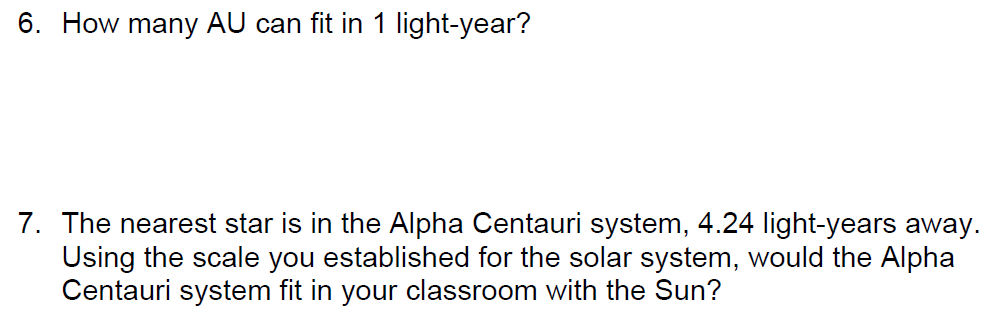 6. How many AU can fit in 1 light-year?
7. The nearest star is in the Alpha Centauri system, 4.24 light-years away.
Using the scale you established for the solar system, would the Alpha
Centauri system fit in your classroom with the Sun?